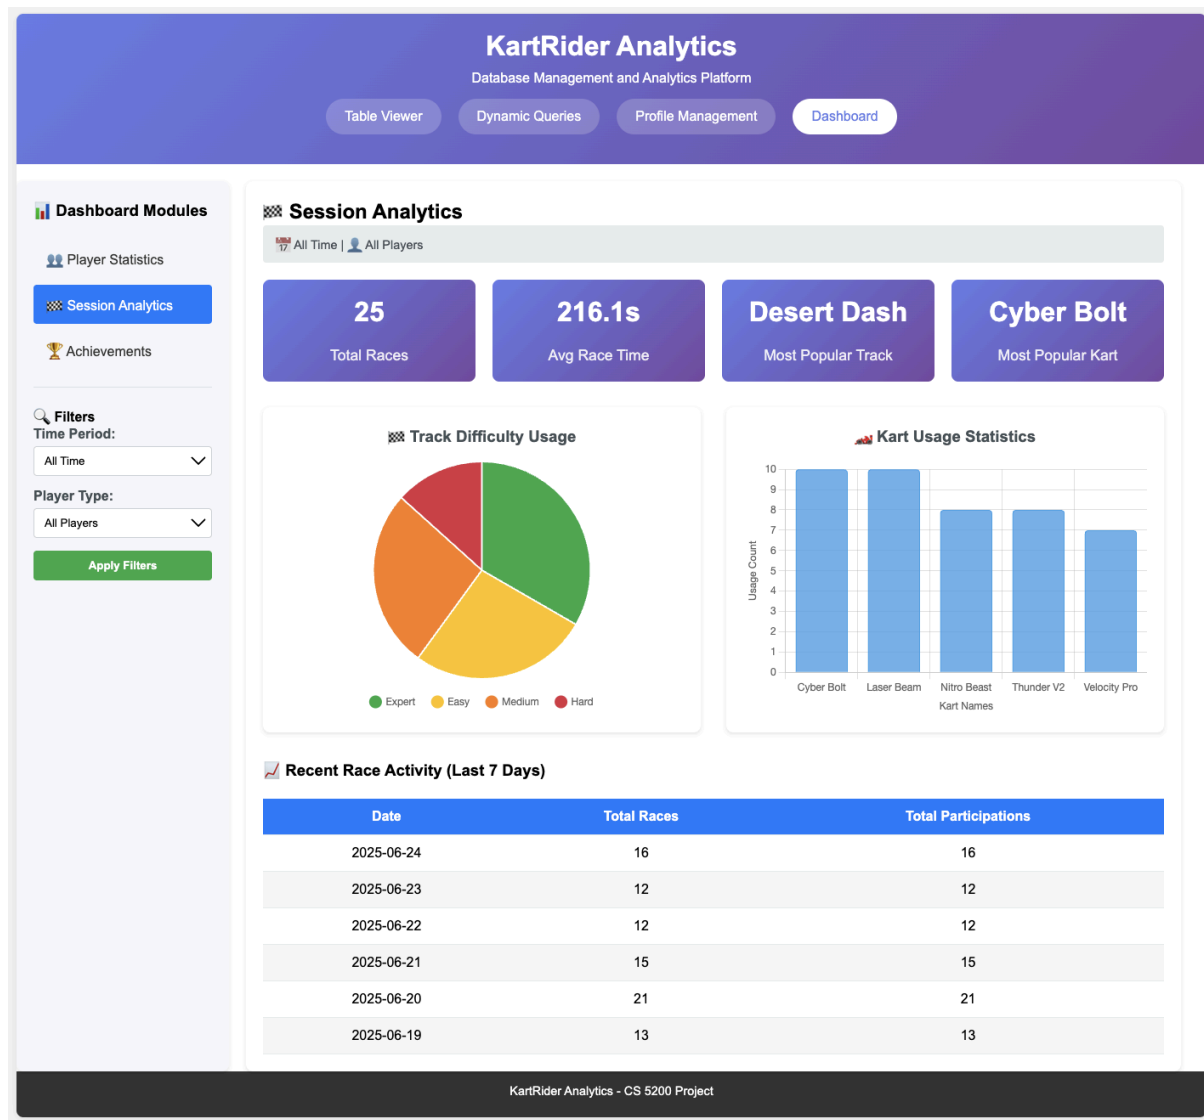 KartRider Analytics
Database Management and Analytics Platform
Table Viewer Dynamic Queries Profile Management Dashboard
📊 Dashboard Modules
👥 Player Statistics
🏁 Session Analytics
🏆 Achievements
🔍 Filters
Time Period:
All Time
Player Type:
All Players
Apply Filters
🏁 Session Analytics
📅 All Time | 👤 All Players
25
Total Races
216.1s
Avg Race Time
Desert Dash
Most Popular Track
Cyber Bolt
Most Popular Kart
🏁 Track Difficulty Usage
Expert Easy Medium Hard
🏎️ Kart Usage Statistics
Usage Count
10
9
8
7
6
5
4
3
2
1
0
Cyber Bolt Laser Beam Nitro Beast Thunder V2 Velocity Pro
Kart Names
📈 Recent Race Activity (Last 7 Days)
Date Total Races Total Participations
2025-06-24 16 16
2025-06-23 12 12
2025-06-22 12 12
2025-06-21 15 15
2025-06-20 21 21
2025-06-19 13 13
KartRider Analytics - CS 5200 Project